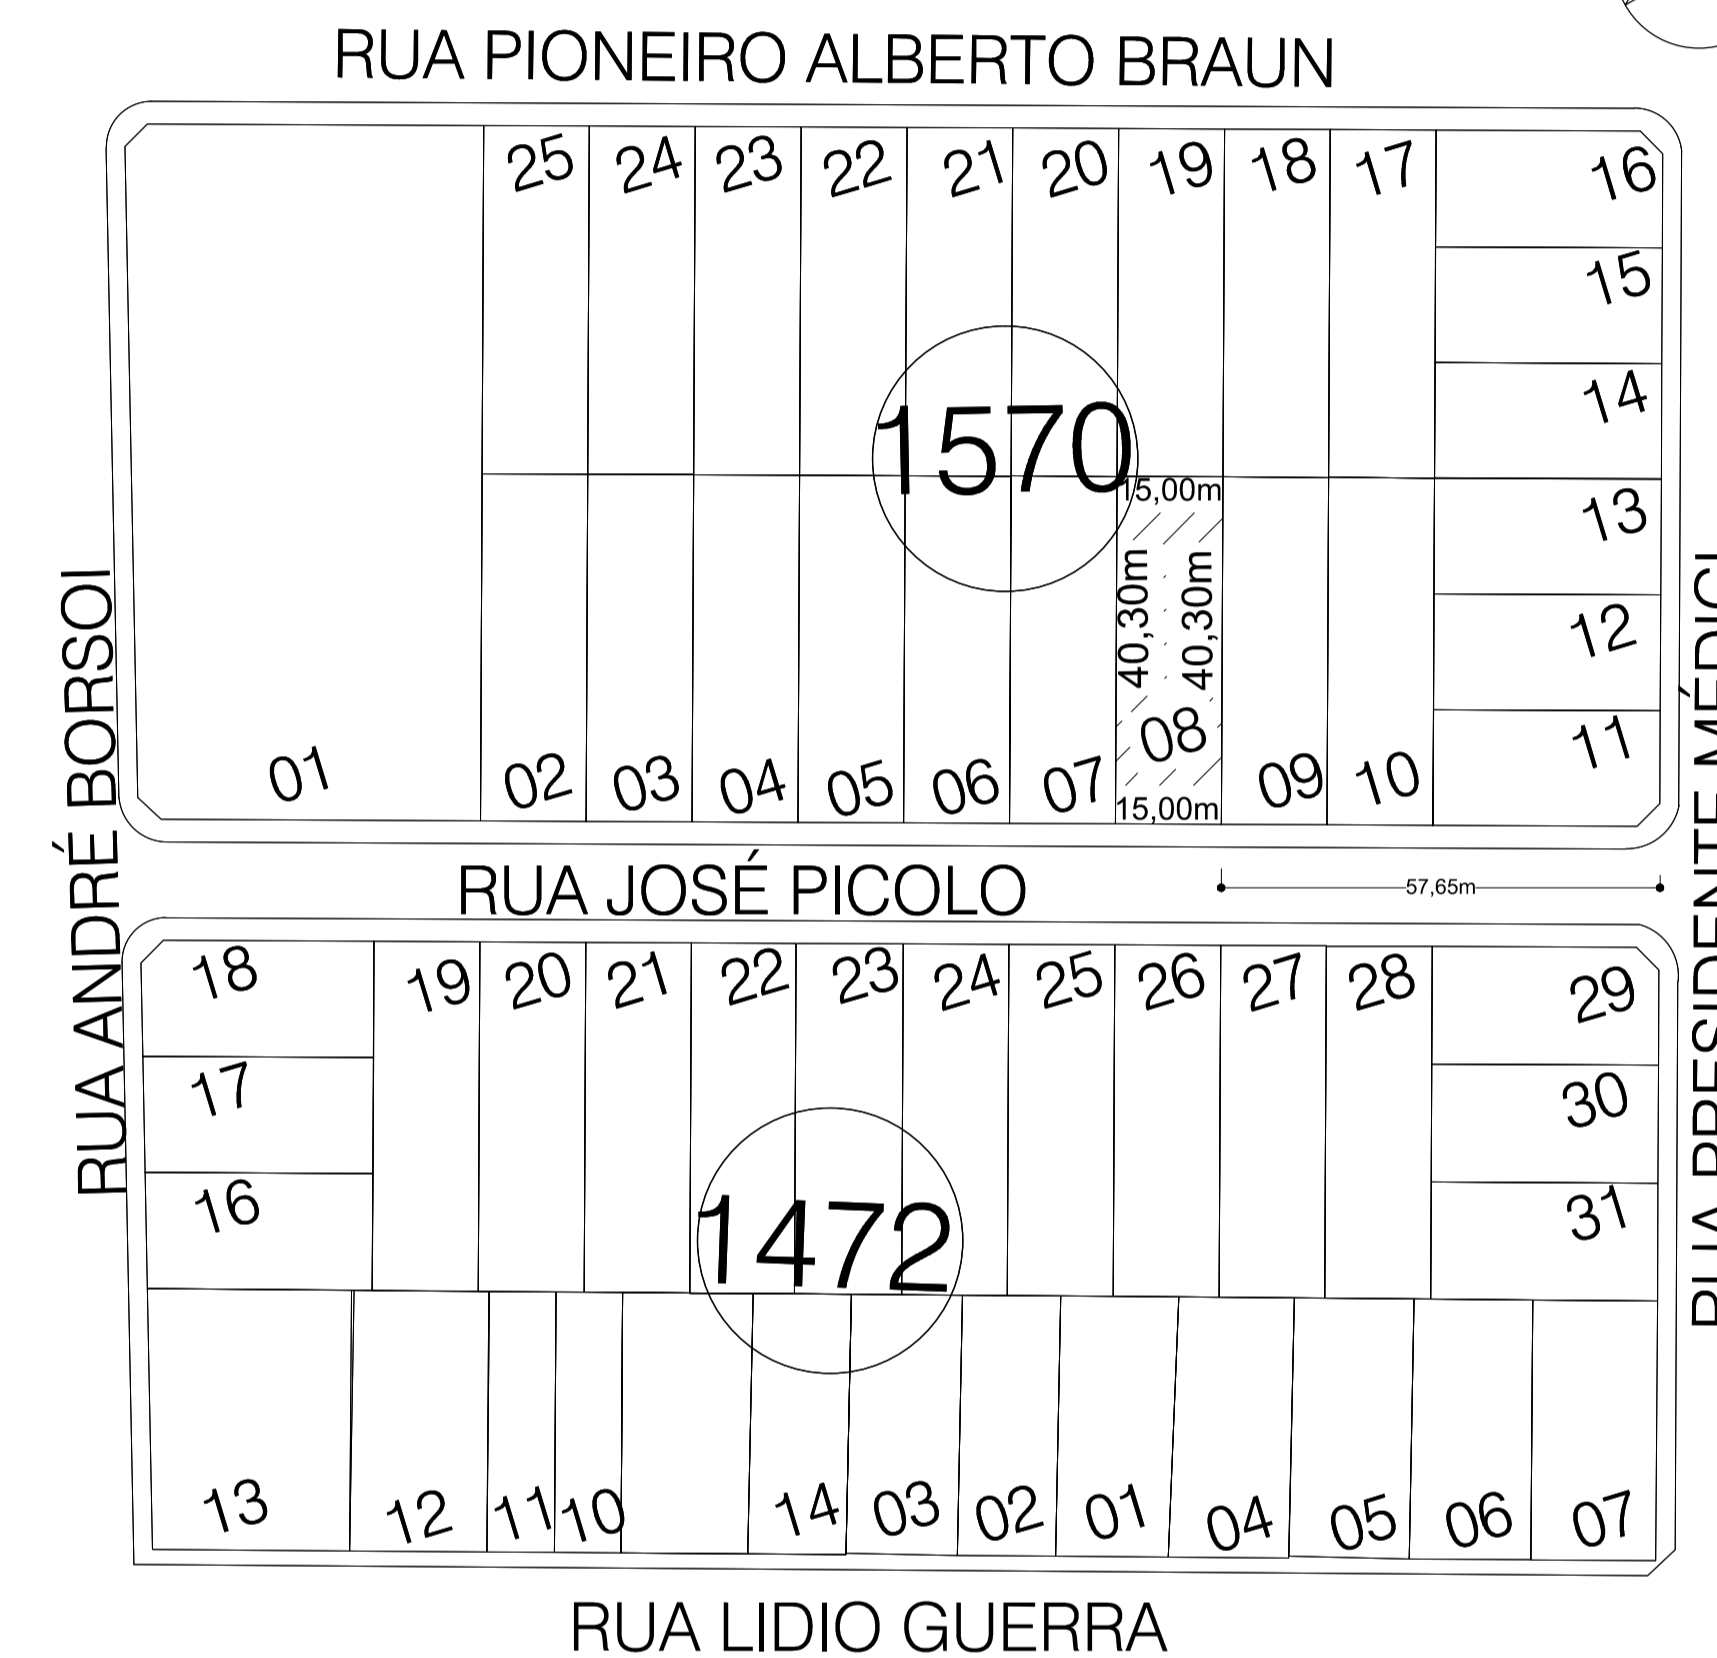 RUA PIONEIRO ALBERTO BRAUN
25 24 23 22 21 20 19 18 17 16
15
14
1570
15,00m
13
40,30m 40,30m
12
11
08
01 02 03 04 05 06 07 09 10
15,00m
RUA ANDRÉ BORSOI
RUA PRESIDENTE MÉDICI
RUA JOSÉ PICOLO
57,65m
18 19 20 21 22 23 24 25 26 27 28 29
17 30
16 31
1472
13 12 11 10 14 03 02 01 04 05 06 07
RUA LIDIO GUERRA